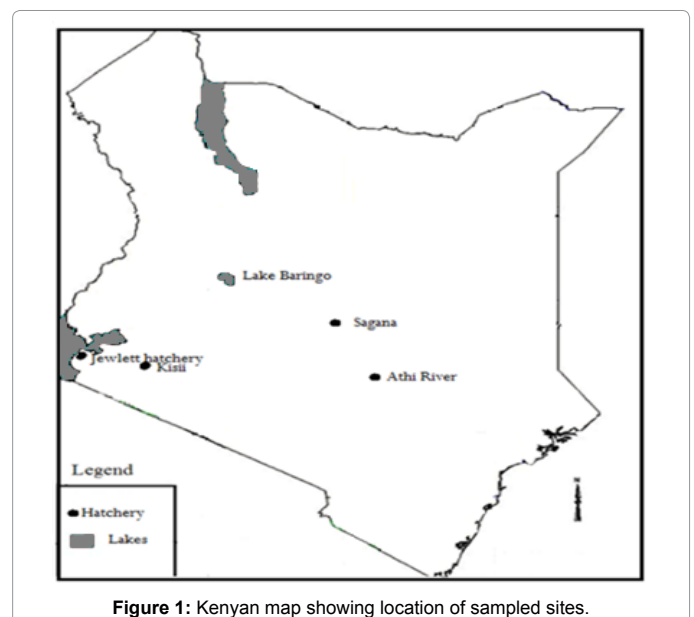 Lake Baringo
Sagana
Jewlett hatchery
Kisii
Athi River
Legend
Hatchery
Lakes
Figure 1: Kenyan map showing location of sampled sites.